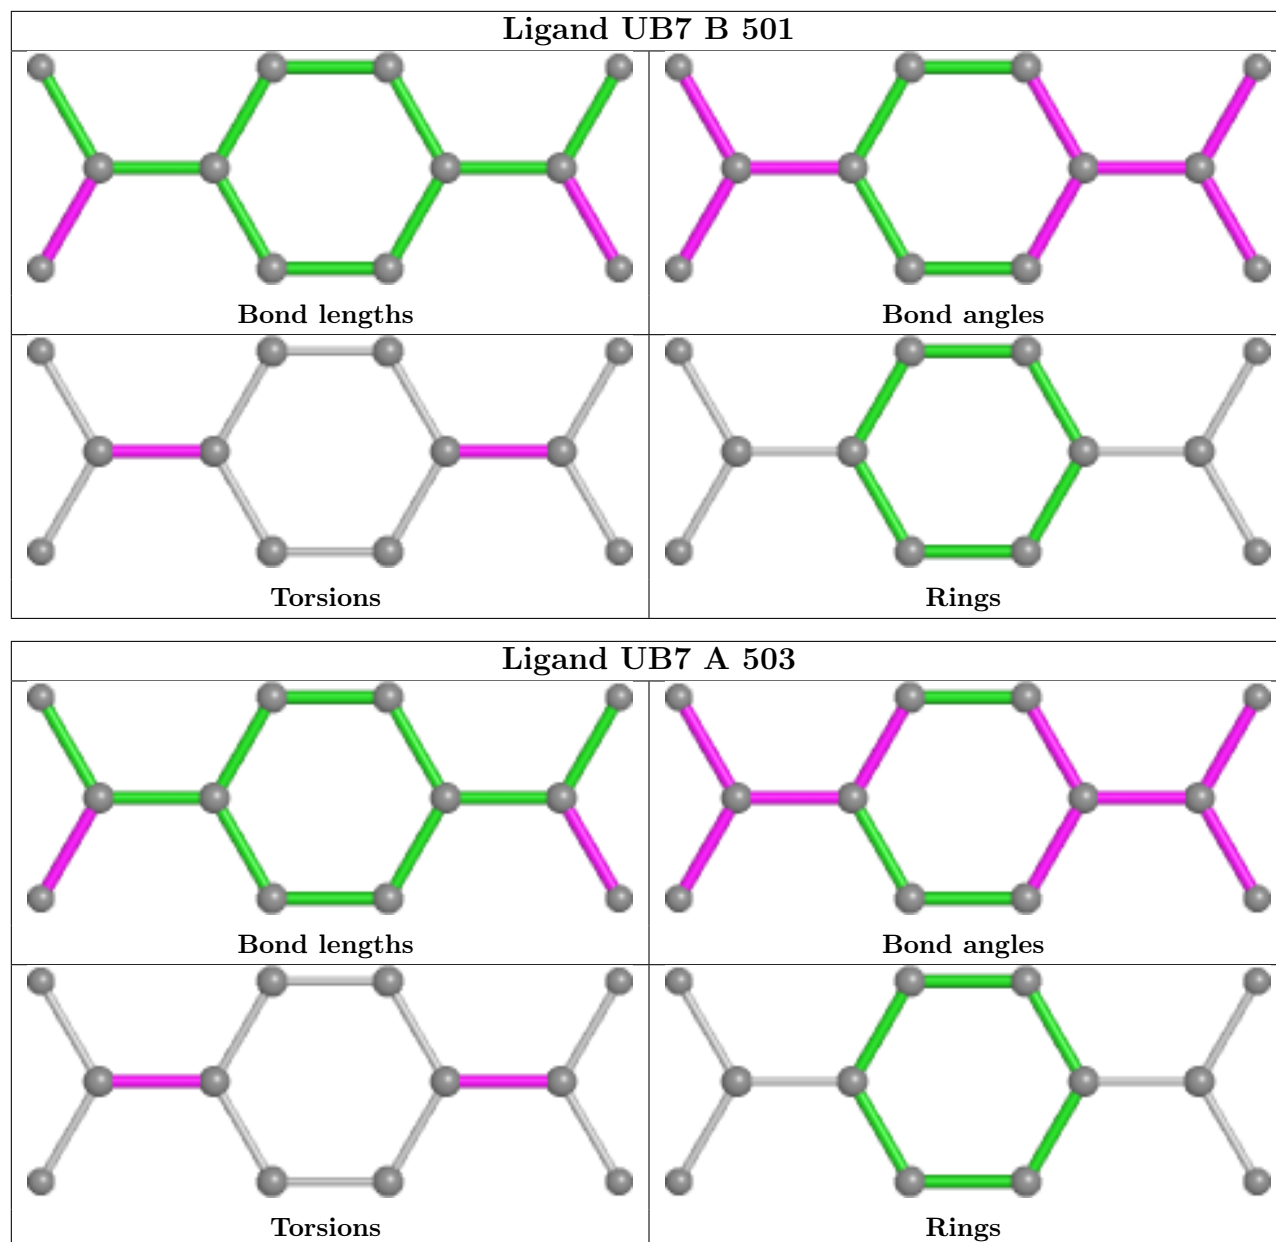 Ligand UB7 B 501
Bond lengths
Bond angles
Torsions
Rings
Ligand UB7 A 503
Bond lengths
Bond angles
Torsions
Rings